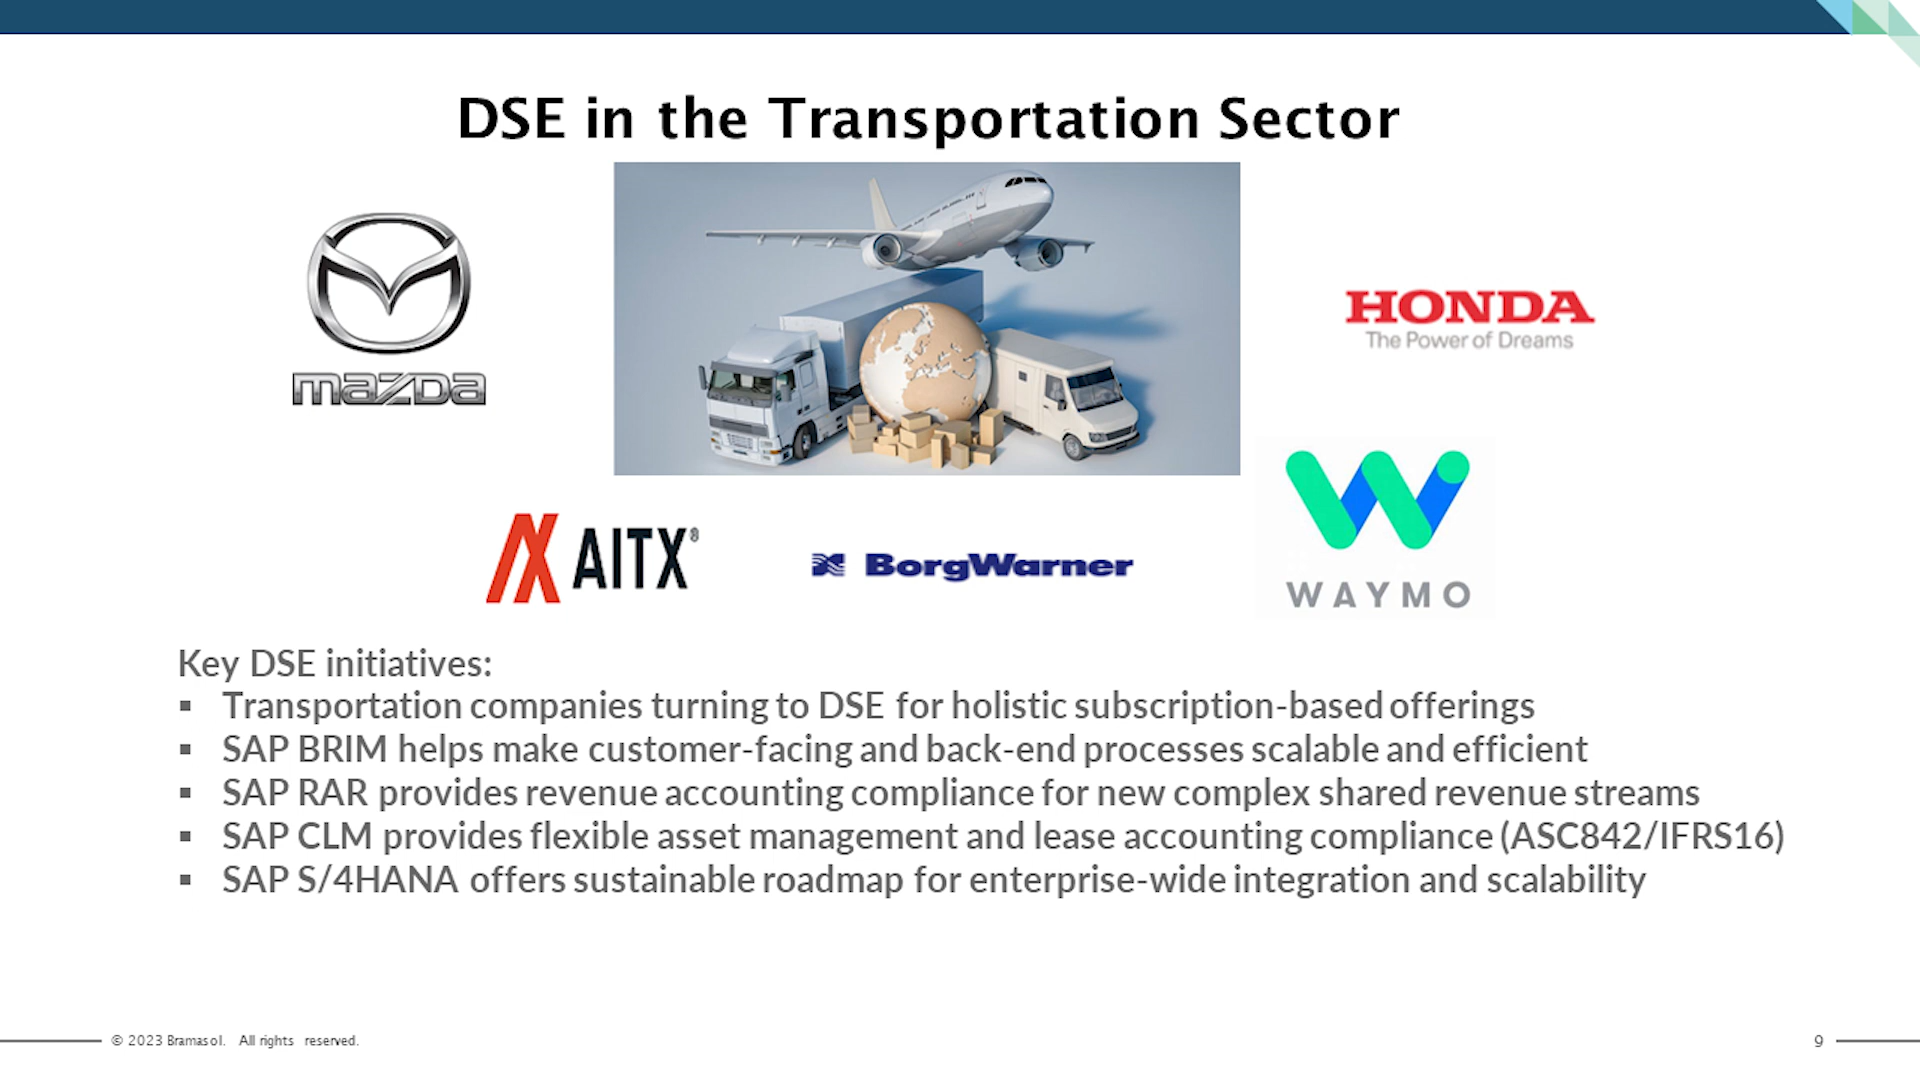 DSE in the Transportation Sector
mazda
HONDA
The Power of Dreams
AITX®
BorgWarner
WAYMO
Key DSE initiatives:
▪ Transportation companies turning to DSE for holistic subscription-based offerings
▪ SAP BRIM helps make customer-facing and back-end processes scalable and efficient
▪ SAP RAR provides revenue accounting compliance for new complex shared revenue streams
▪ SAP CLM provides flexible asset management and lease accounting compliance (ASC842/IFRS16)
▪ SAP S/4HANA offers sustainable roadmap for enterprise-wide integration and scalability
© 2023 Bramasol. All rights reserved.
9